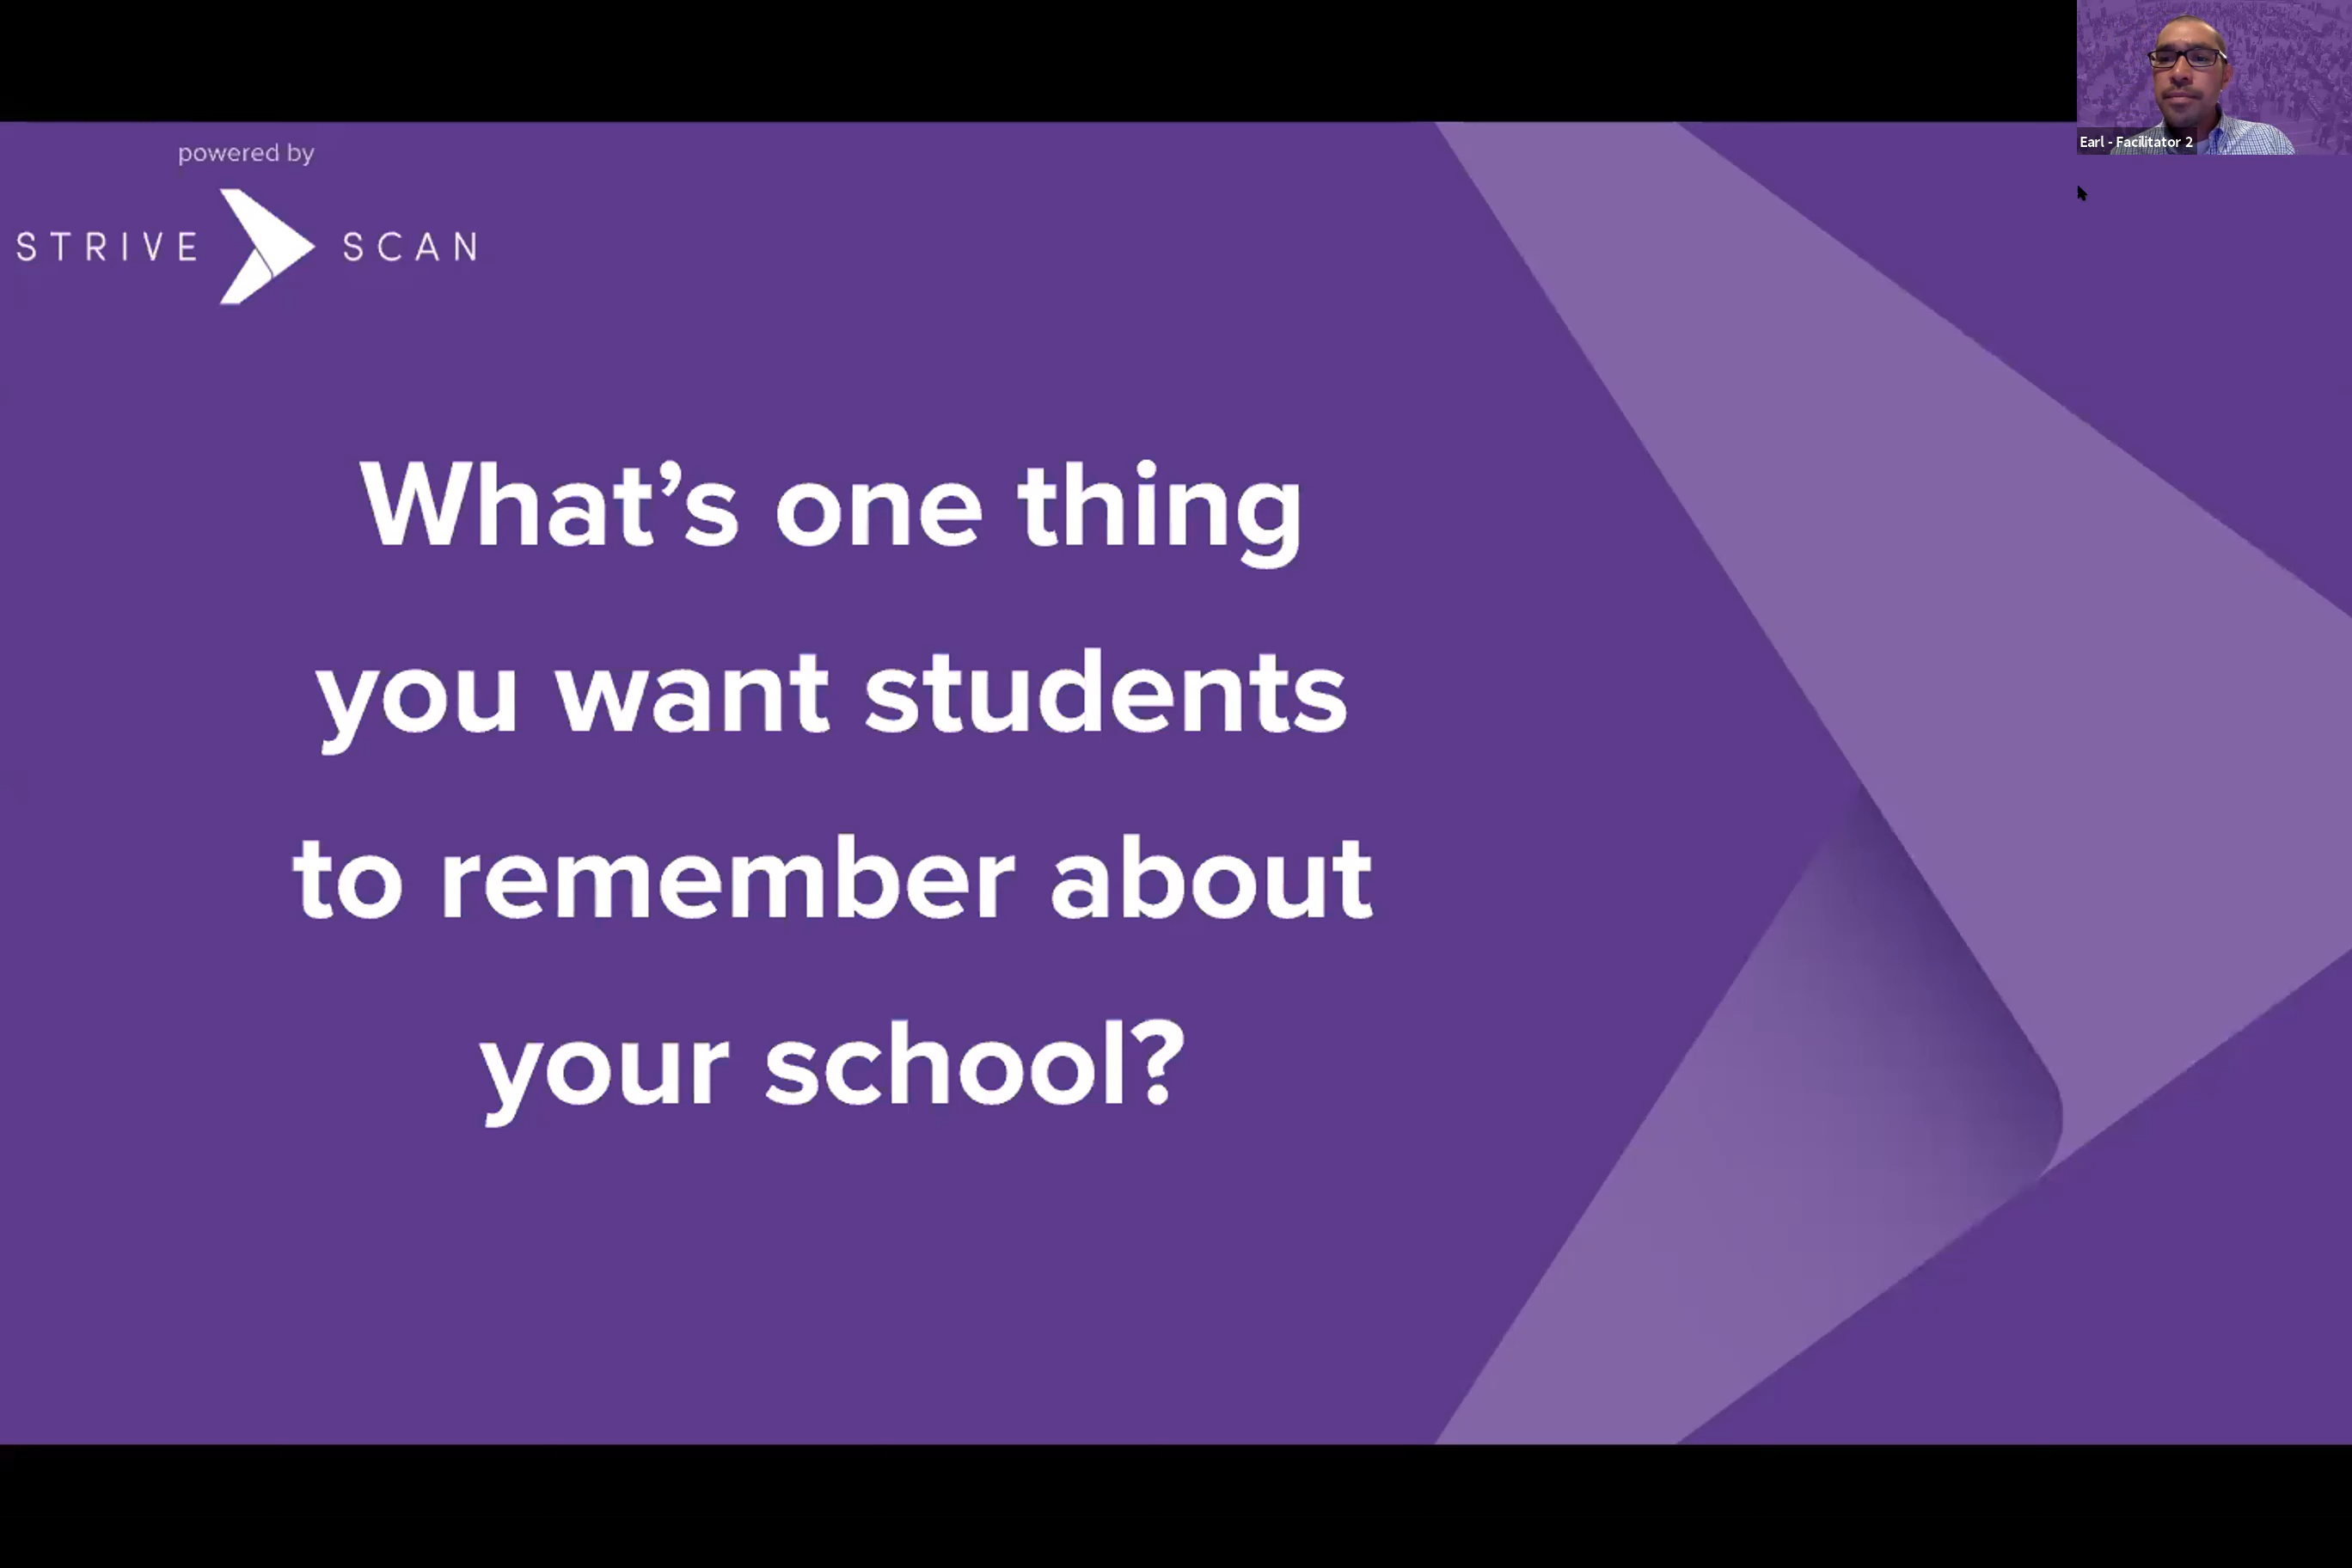 powered by
STRIVE SCAN
What’s one thing
you want students
to remember about
your school?
Earl - Facilitator 2